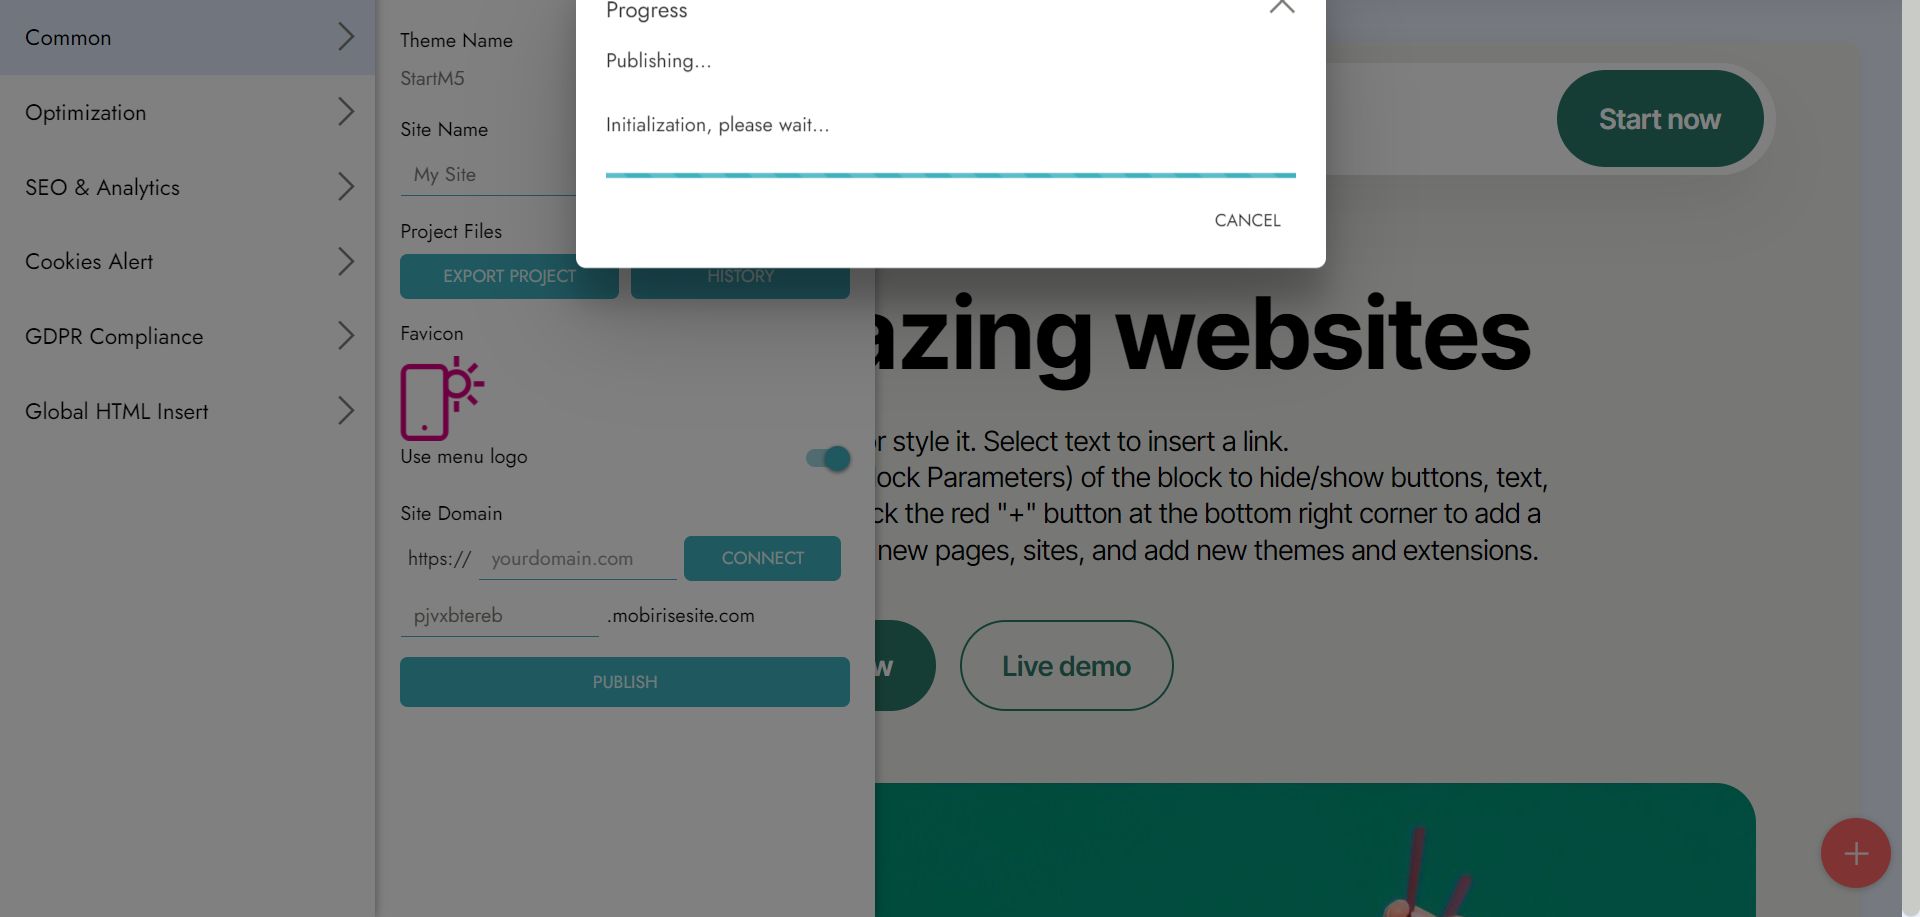 Common
Optimization
SEO & Analytics
Cookies Alert
GDPR Compliance
Global HTML Insert
Theme Name
StartM5
Site Name
My Site
Project Files
EXPORT PROJECT
HISTORY
Favicon
Use menu logo
Site Domain
https://
yourdomain.com
CONNECT
pjvxbtereb
.mobirisesite.com
PUBLISH
Progress
Publishing...
Initialization, please wait...
CANCEL
Start now
azing websites
r style it. Select text to insert a link.
ock Parameters) of the block to hide/show buttons, text,
ck the red "+" button at the bottom right corner to add a
new pages, sites, and add new themes and extensions.
w
Live demo